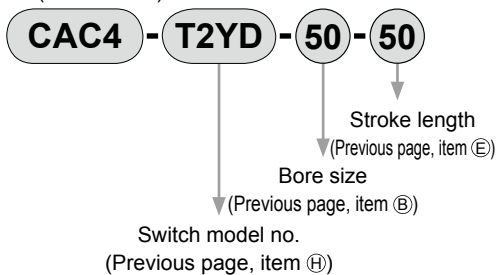 CAC4 - T2YD - 50 - 50
Stroke length
(Previous page, item Ⓔ)
Bore size
(Previous page, item Ⓑ)
Switch model no.
(Previous page, item Ⓗ)